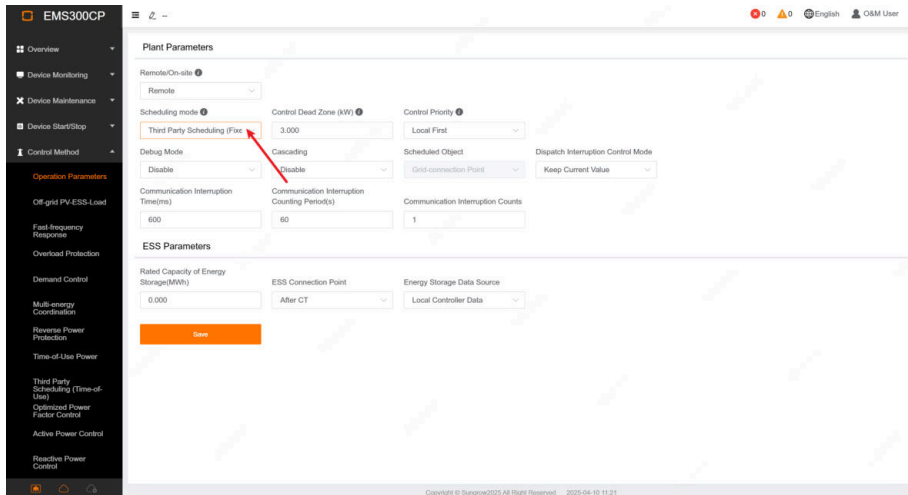 EMS300CP
0
0
English
O&M User
Overview
Device Monitoring
Device Maintenance
Device Start/Stop
Control Method
Operation Parameters
Off-grid PV-ESS-Load
Fast-frequency
Response
Overload Protection
Demand Control
Multi-energy
Coordination
Reverse Power
Protection
Time-of-Use Power
Third Party
Scheduling (Time-of-
Use)
Optimized Power
Factor Control
Active Power Control
Reactive Power
Control
Plant Parameters
Remote/On-site
Remote
Scheduling mode
Control Dead Zone (kW)
Control Priority
Third Party Scheduling (Fixe
3.000
Local First
Debug Mode
Cascading
Scheduled Object
Dispatch Interruption Control Mode
Disable
Disable
Grid-connection Point
Keep Current Value
Communication Interruption
Time(ms)
Communication Interruption
Counting Period(s)
Communication Interruption Counts
600
60
1
ESS Parameters
Rated Capacity of Energy
Storage(MWh)
ESS Connection Point
Energy Storage Data Source
0.000
After CT
Local Controller Data
Save
Copyright © Sungrow2025 All Right Reserved 2025-04-10 11:21